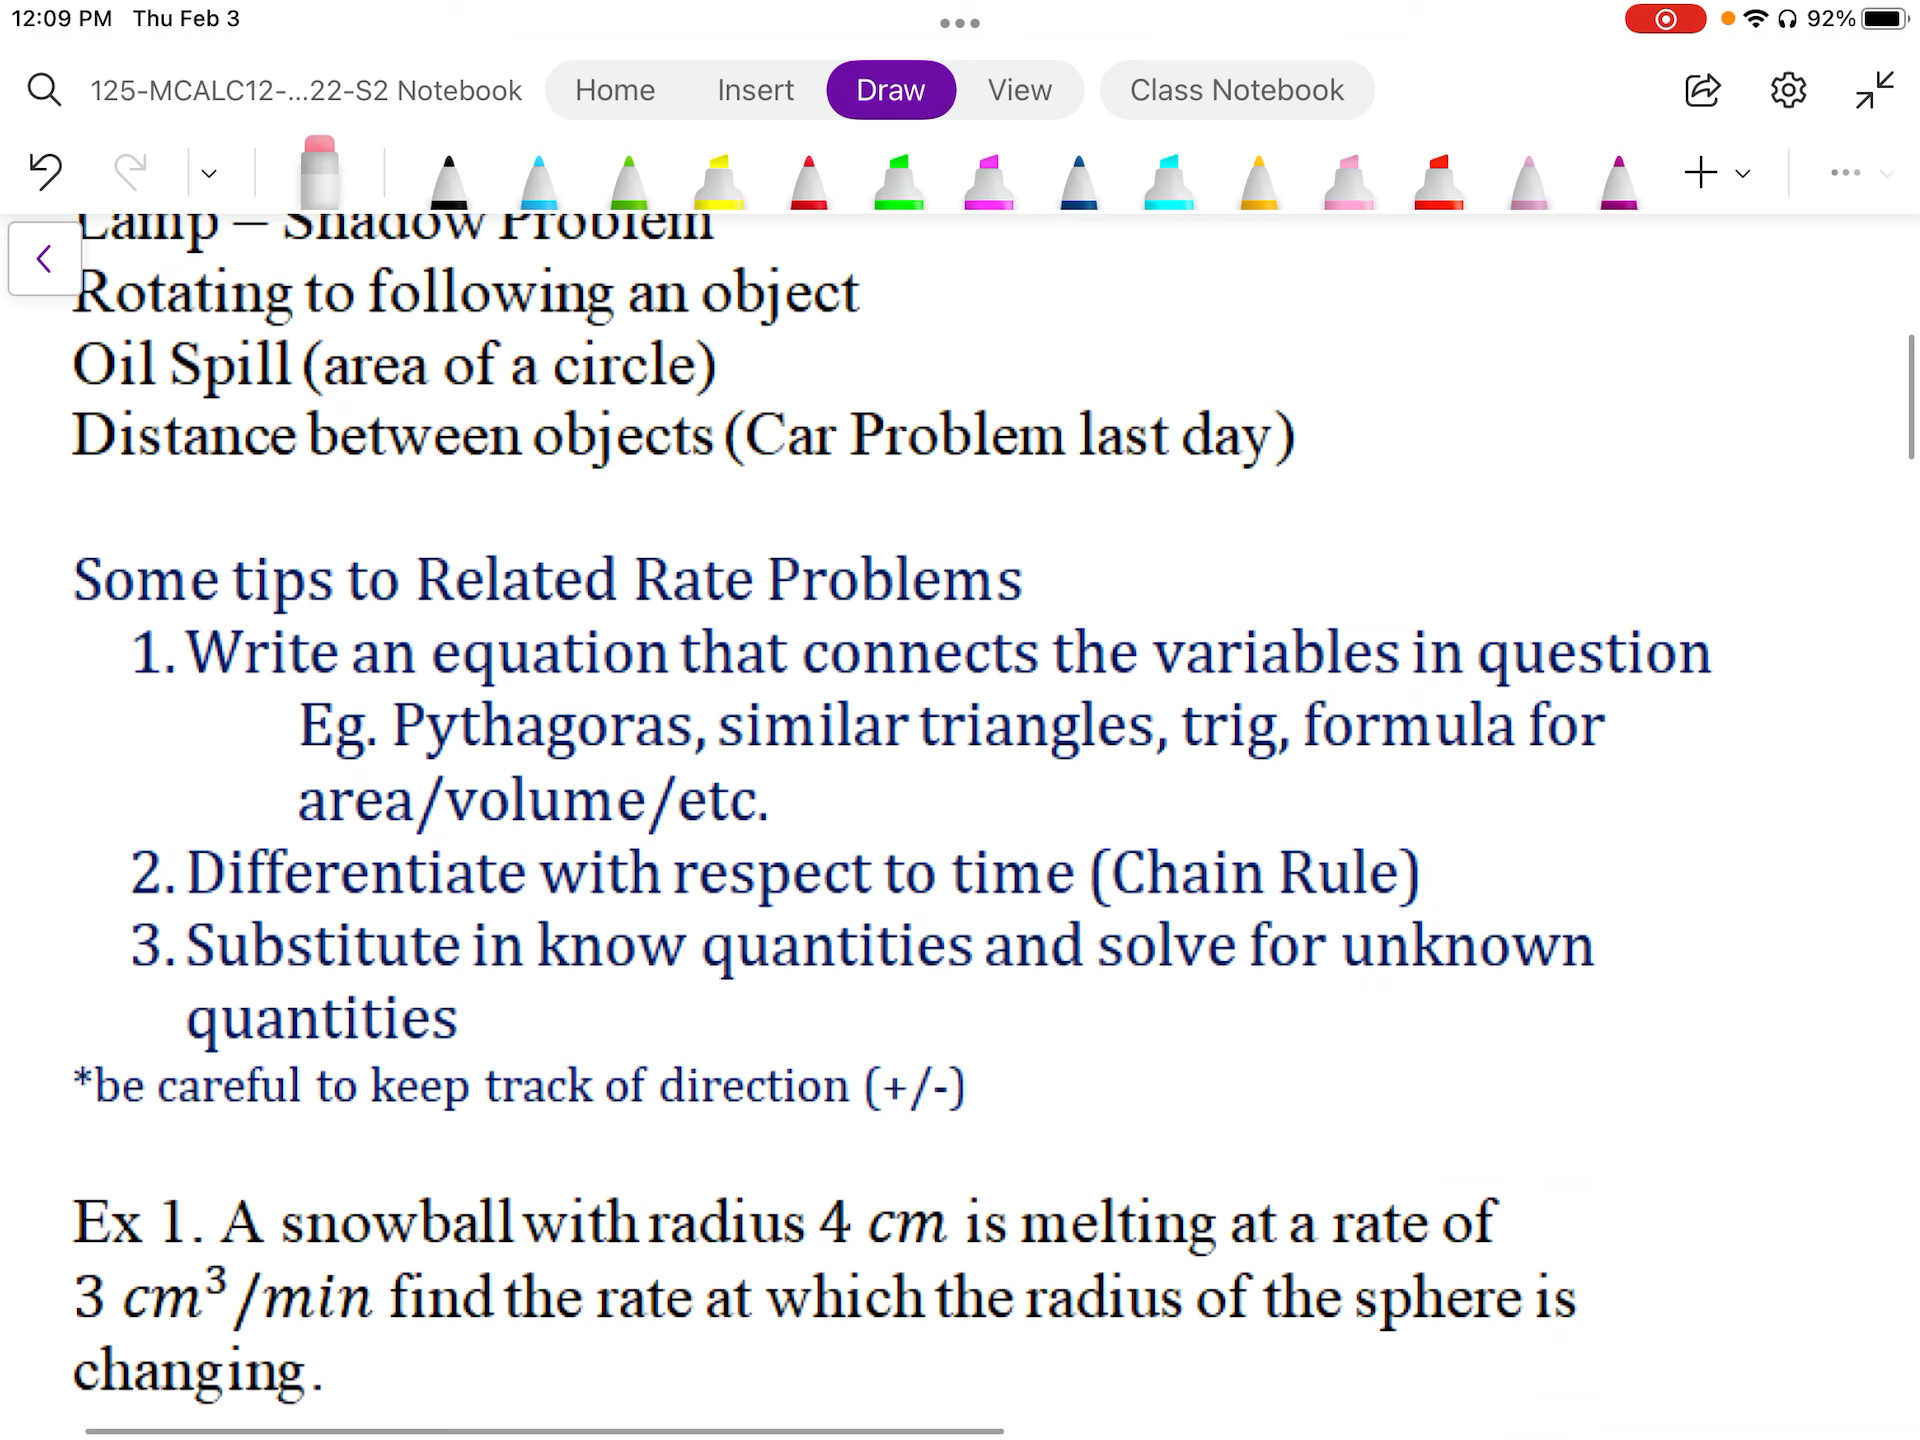 12:09 PM Thu Feb 3
92%
125-MCALC12-...22-S2 Notebook
Home Insert Draw View Class Notebook
Lamp – Shadow Problem
Rotating to following an object
Oil Spill (area of a circle)
Distance between objects (Car Problem last day)
Some tips to Related Rate Problems
1. Write an equation that connects the variables in question
Eg. Pythagoras, similar triangles, trig, formula for
area/volume/etc.
2. Differentiate with respect to time (Chain Rule)
3. Substitute in know quantities and solve for unknown
quantities
*be careful to keep track of direction (+/-)
Ex 1. A snowball with radius 4 cm is melting at a rate of
3 cm³/min find the rate at which the radius of the sphere is
changing.